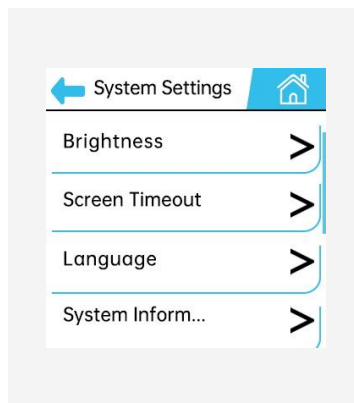 System Settings
Brightness
Screen Timeout
Language
System Inform...